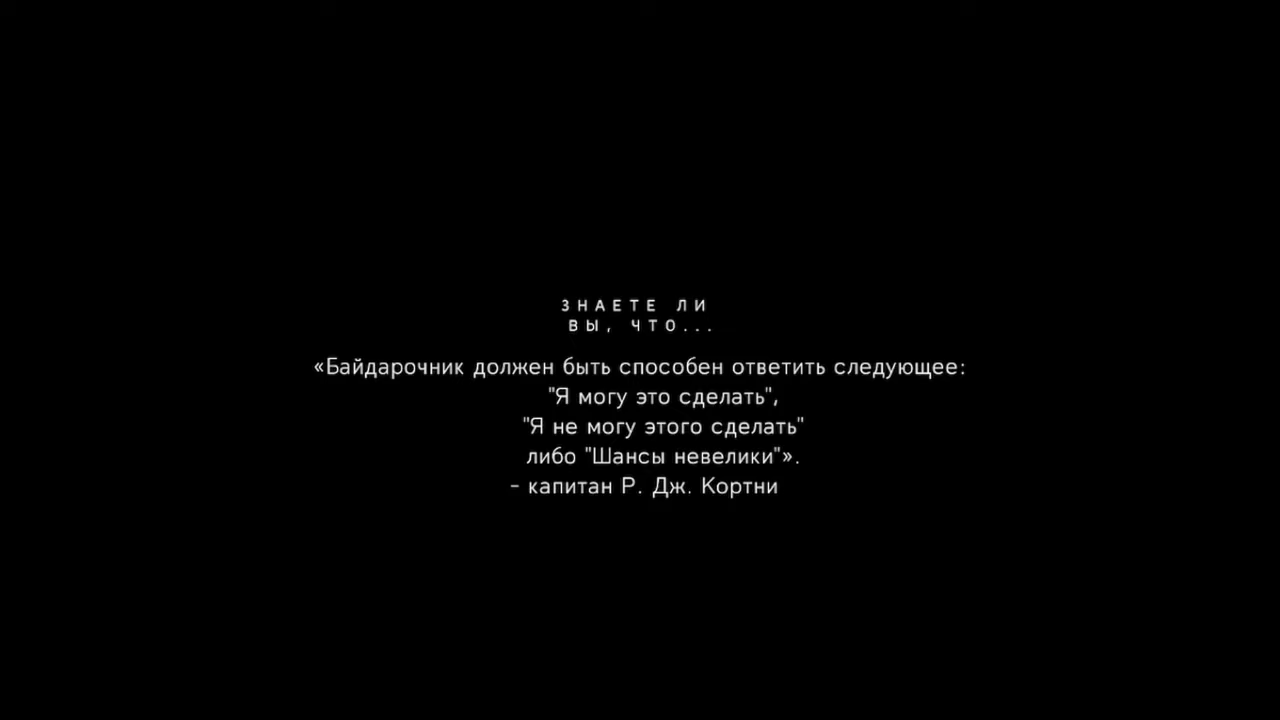 ЗНАЕТЕ ЛИ
ВЫ, ЧТО...
«Байдарочник должен быть способен ответить следующее:
"Я могу это сделать",
"Я не могу этого сделать"
либо "Шансы невелики"».
- капитан Р. Дж. Кортни